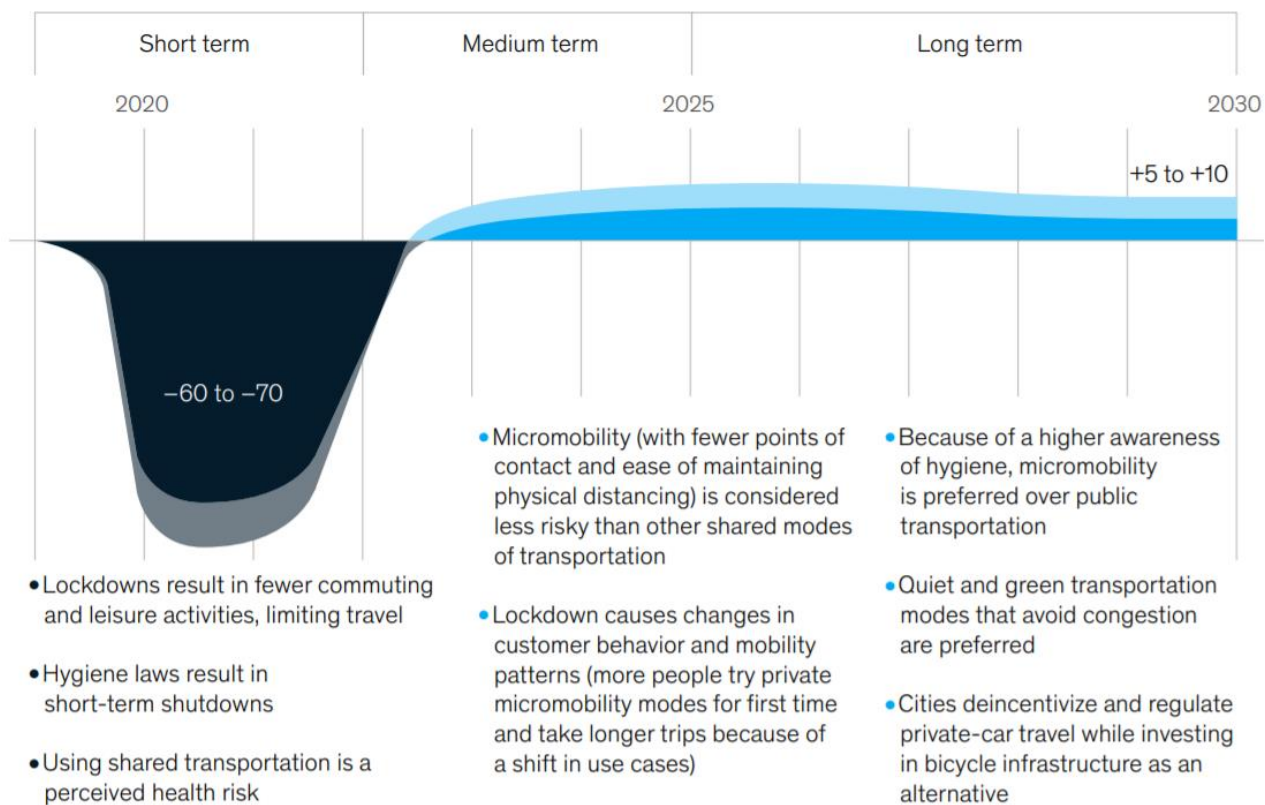 Short term
Medium term
Long term
2020
2025
2030
+5 to +10
–60 to –70
•Lockdowns result in fewer commuting
and leisure activities, limiting travel
•Hygiene laws result in
short-term shutdowns
•Using shared transportation is a
perceived health risk
•Micromobility (with fewer points of
contact and ease of maintaining
physical distancing) is considered
less risky than other shared modes
of transportation
•Lockdown causes changes in
customer behavior and mobility
patterns (more people try private
micromobility modes for first time
and take longer trips because of
a shift in use cases)
•Because of a higher awareness
of hygiene, micromobility
is preferred over public
transportation
•Quiet and green transportation
modes that avoid congestion
are preferred
•Cities deincentivize and regulate
private-car travel while investing
in bicycle infrastructure as an
alternative